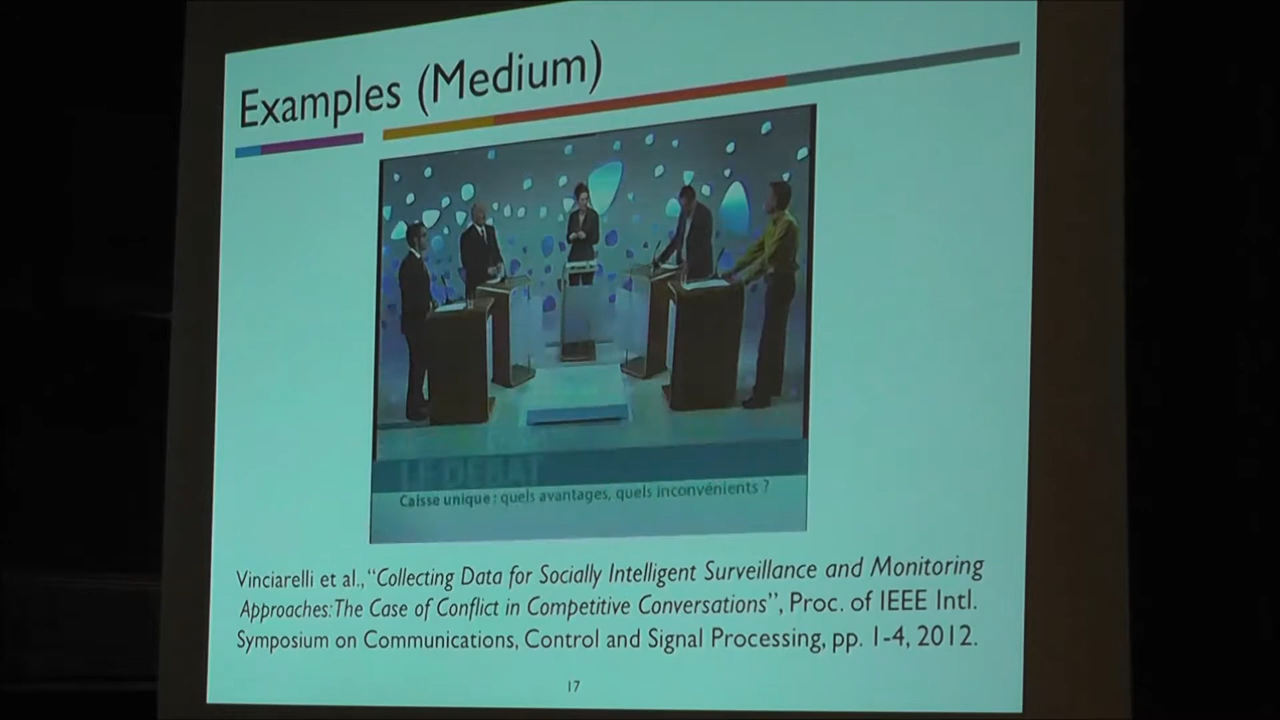 Examples (Medium)
LE DEBAT
Caisse unique : quels avantages, quels inconvénients ?
Vinciarelli et al., “Collecting Data for Socially Intelligent Surveillance and Monitoring
Approaches: The Case of Conflict in Competitive Conversations”, Proc. of IEEE Intl.
Symposium on Communications, Control and Signal Processing, pp. 1-4, 2012.
17